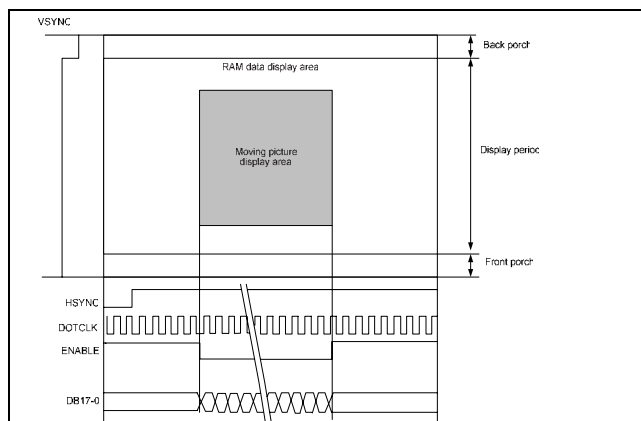 VSYNC
Back porch
RAM data display area
Moving picture
display area
Display period
Front porch
HSYNC
DOTCLK
ENABLE
DB17-0